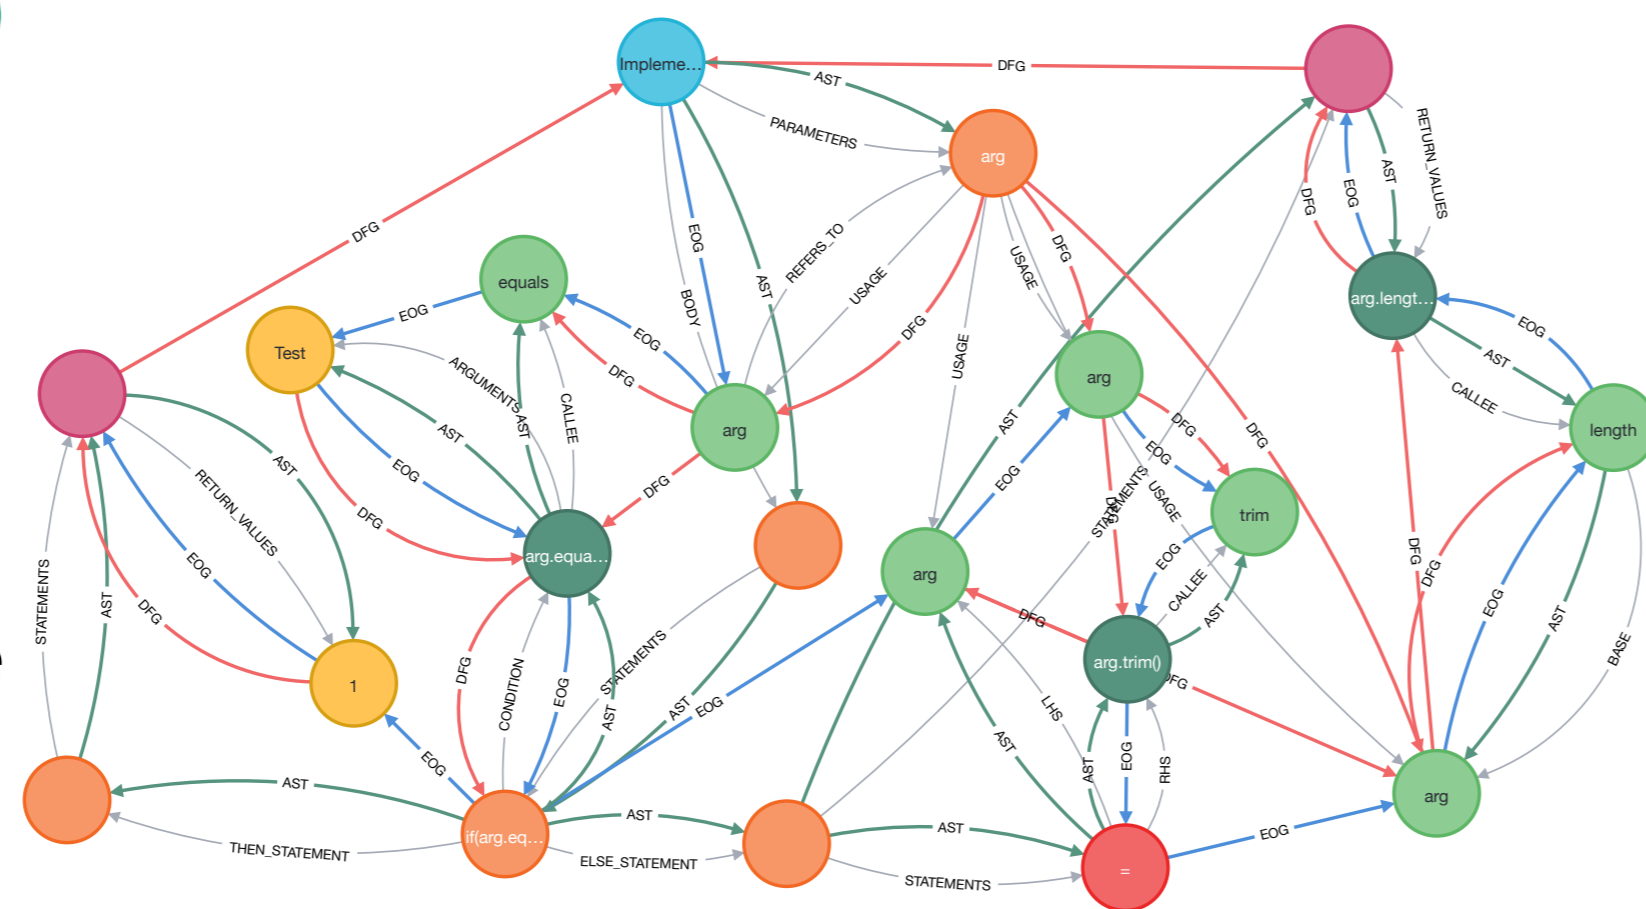 Impleme...
DFG
AST
PARAMETERS
arg
RETURN_VALUES
AST
EOG
DFG
DFG
EOG
BODY
AST
REFERS_TO
USAGE
USAGE
DFG
USAGE
DFG
equals
EOG
Test
EOG
DFG
ARGUMENTS
AST
CALLEE
AST
EOG
DFG
arg
DFG
arg.equa...
arg.lengt...
EOG
AST
CALLEE
length
arg
DFG
EOG
DFG
STATEMENTS
USAGE
trim
AST
EOG
DFG
AST
RETURN_VALUES
EOG
DFG
STATEMENTS
AST
1
EOG
CALLEE
AST
arg
DFG
arg.trim()
DFG
DFG
DFG
EOG
AST
BASE
DFG
CONDITION
EOG
STATEMENTS
AST
AST
EOG
LHS
AST
AST
EOG
RHS
EOG
AST
THEN_STATEMENT
if(arg.eq...
AST
ELSE_STATEMENT
AST
STATEMENTS
=
EOG
arg